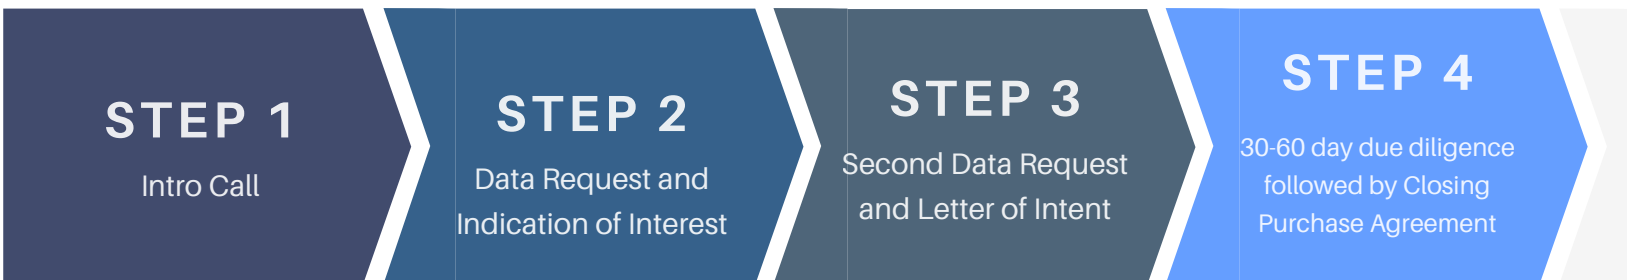 STEP 1
Intro Call
STEP 2
Data Request and
Indication of Interest
STEP 3
Second Data Request
and Letter of Intent
STEP 4
30-60 day due diligence
followed by Closing
Purchase Agreement